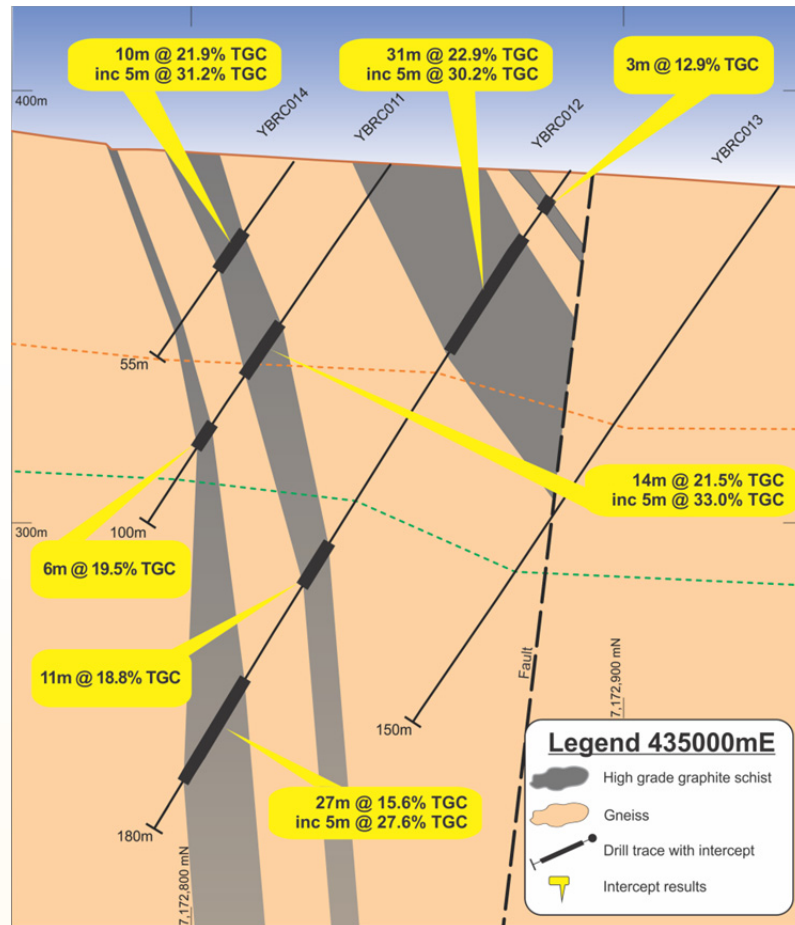 10m @ 21.9% TGC
inc 5m @ 31.2% TGC
31m @ 22.9% TGC
inc 5m @ 30.2% TGC
3m @ 12.9% TGC
400m
YBRC014
YBRC011
YBRC012
YBRC013
55m
14m @ 21.5% TGC
inc 5m @ 33.0% TGC
300m
100m
6m @ 19.5% TGC
11m @ 18.8% TGC
Fault
7,172,900 mN
150m
27m @ 15.6% TGC
inc 5m @ 27.6% TGC
180m
7,172,800 mN
Legend 435000mE
High grade graphite schist
Gneiss
Drill trace with intercept
Intercept results